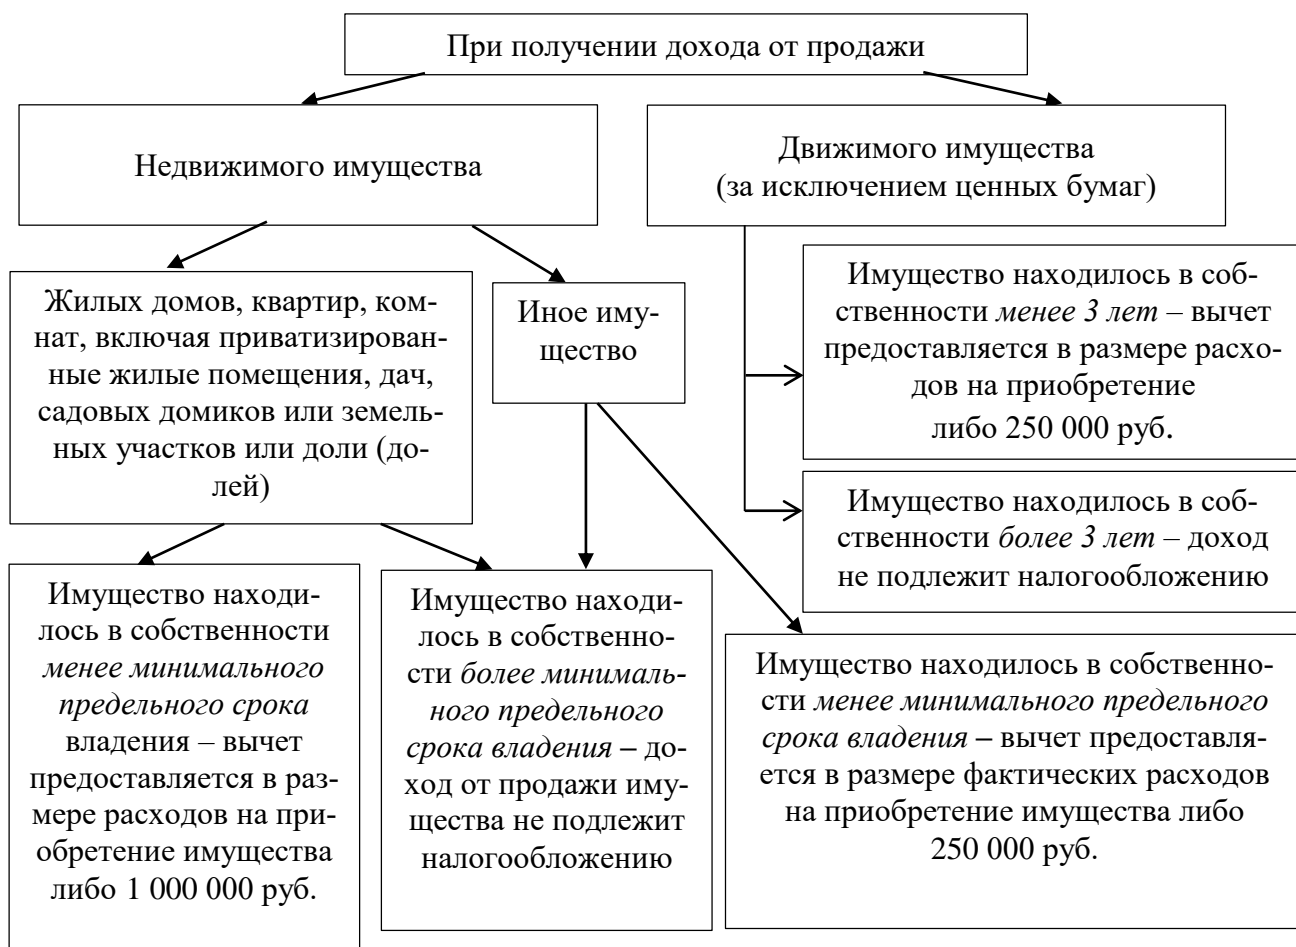 При получении дохода от продажи
Недвижимого имущества
Движимого имущества
(за исключением ценных бумаг)
Жилых домов, квартир, ком-
нат, включая приватизирован-
ные жилые помещения, дач,
садовых домиков или земель-
ных участков или доли (до-
лей)
Иное иму-
щество
Имущество находилось в соб-
ственности менее 3 лет – вычет
предоставляется в размере расхо-
дов на приобретение
либо 250 000 руб.
Имущество находилось в соб-
ственности более 3 лет – доход
не подлежит налогообложению
Имущество находи-
лось в собственности
менее минимального
предельного срока
владения – вычет
предоставляется в раз-
мере расходов на при-
обретение имущества
либо 1 000 000 руб.
Имущество находи-
лось в собственно-
сти более минималь-
ного предельного
срока владения – до-
ход от продажи иму-
щества не подлежит
налогообложению
Имущество находилось в собственно-
сти менее минимального предельного
срока владения – вычет предоставля-
ется в размере фактических расходов
на приобретение имущества либо
250 000 руб.